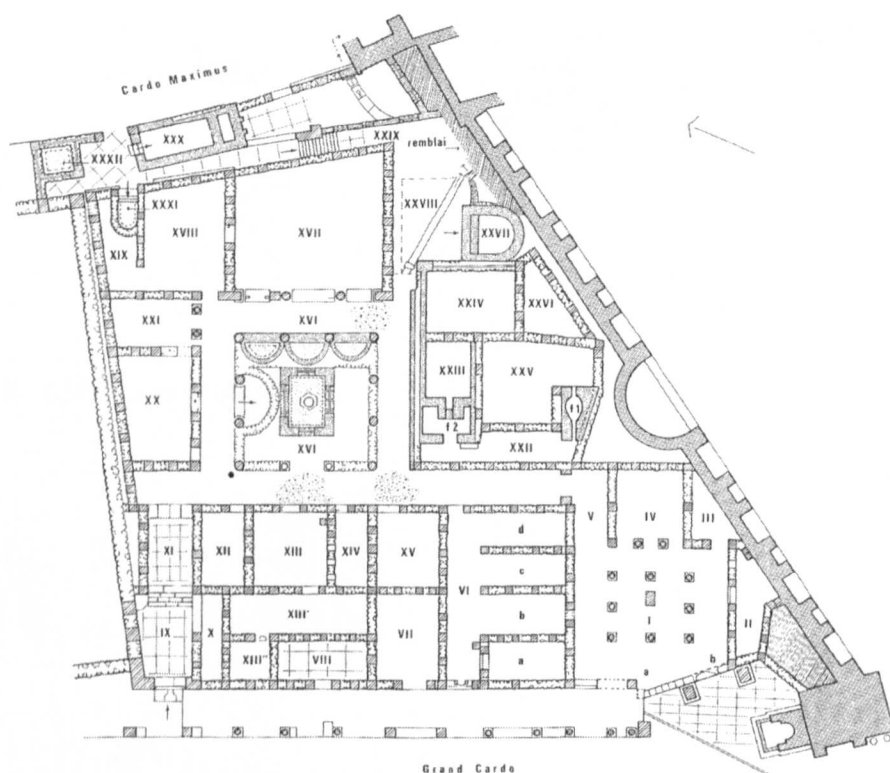 Cardo Maximus
XXXII
XXX
XXIX
remblai
XXXI
XVIII
XVII
XXVIII
XXVII
XIX
XXIV
XXVI
XXI
XVI
XXIII
XXV
XX
f1
f2
XVI
XXII
V
IV
III
XI
XII
XIII
XIV
XV
d
c
VI
IX
X
XIII'
VII
b
I
II
XIII"
VIII
a
a
b
Grand Cardo